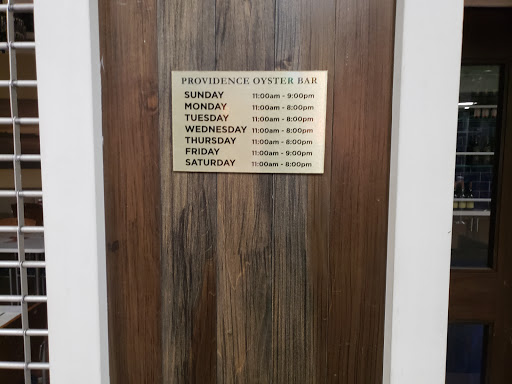 PROVIDENCE OYSTER BAR
SUNDAY 11:00am - 9:00pm
MONDAY 11:00am - 8:00pm
TUESDAY 11:00am - 8:00pm
WEDNESDAY 11:00am - 8:00pm
THURSDAY 11:00am - 8:00pm
FRIDAY 11:00am - 9:00pm
SATURDAY 11:00am - 8:00pm